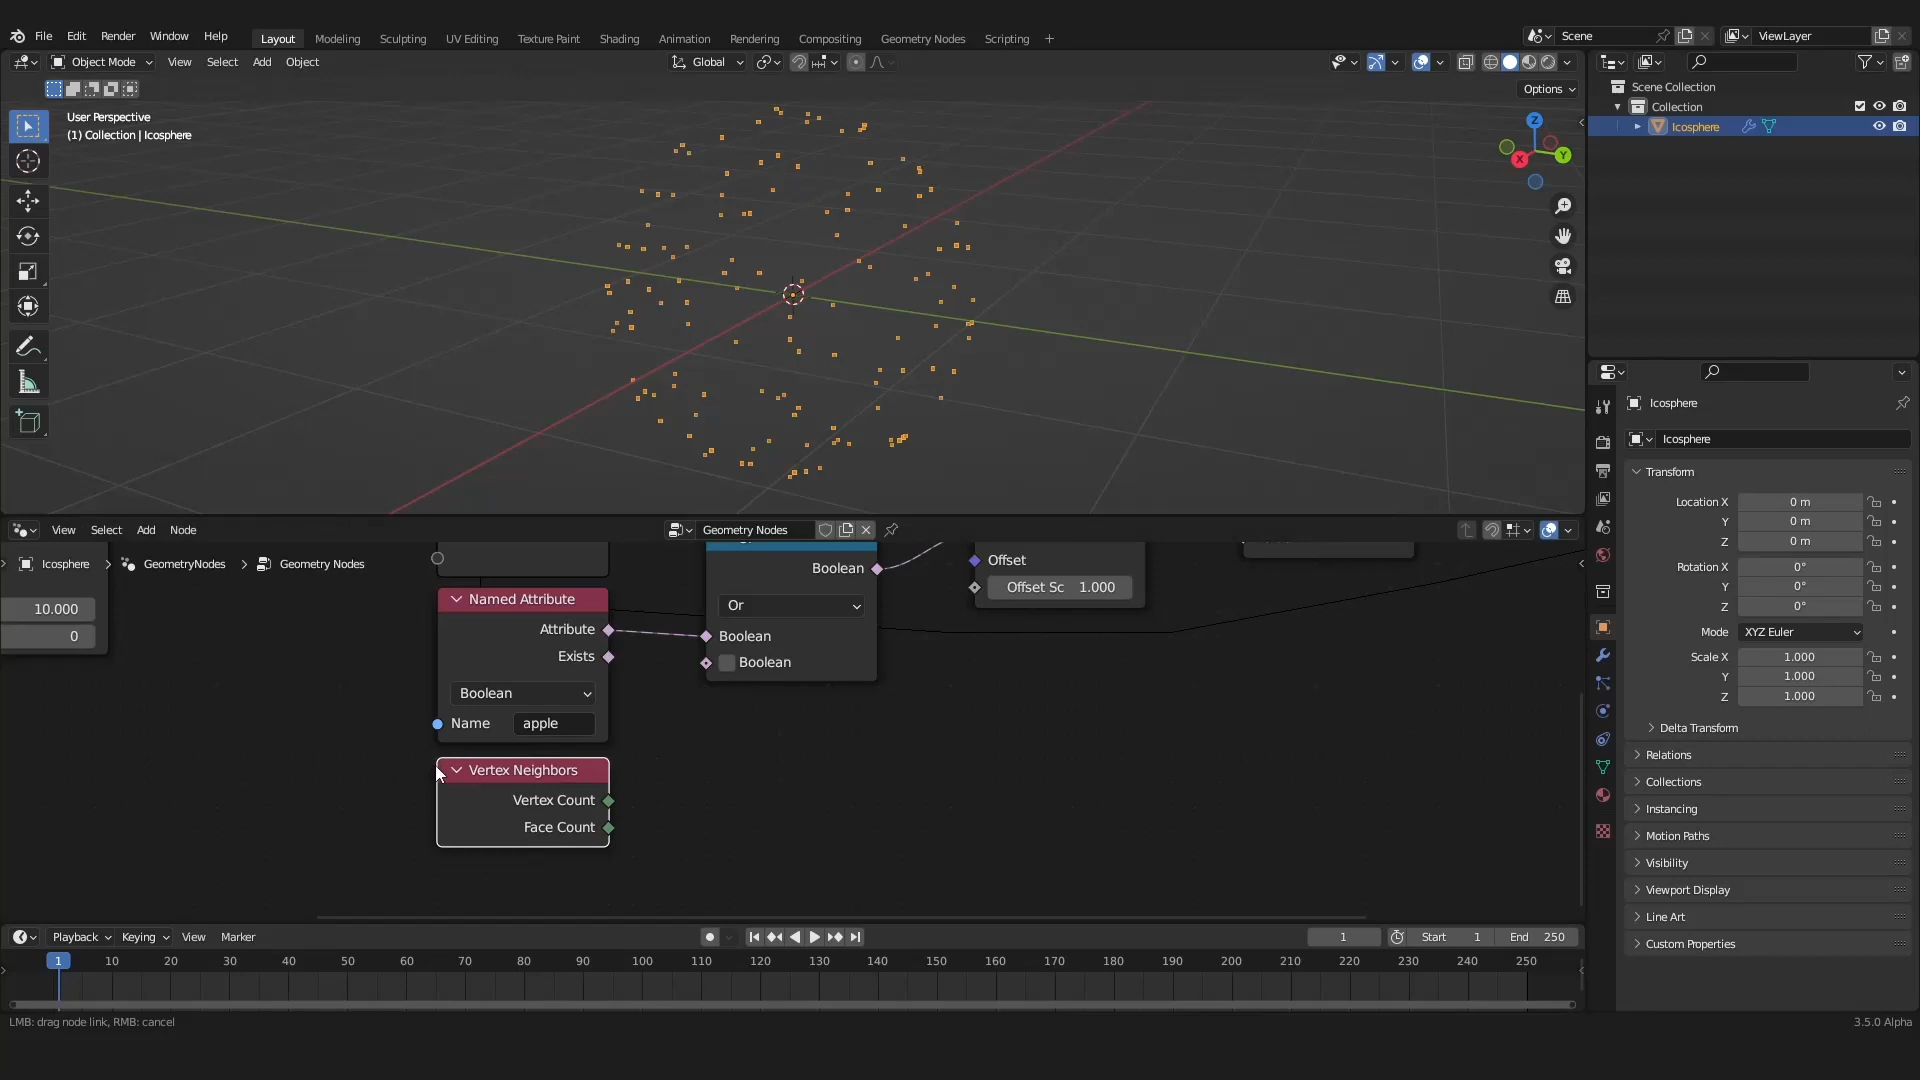 File Edit Render Window Help Layout Modeling Sculpting UV Editing Texture Paint Shading Animation Rendering Compositing Geometry Nodes Scripting + Scene ViewLayer
Object Mode View Select Add Object Global
Options
User Perspective
(1) Collection | Icosphere
Z
X
Y
Scene Collection
Collection
Icosphere
Icosphere
Icosphere
Transform
Location X 0 m
Y 0 m
Z 0 m
Rotation X 0°
Y 0°
Z 0°
Mode XYZ Euler
Scale X 1.000
Y 1.000
Z 1.000
Delta Transform
Relations
Collections
Instancing
Motion Paths
Visibility
Viewport Display
Line Art
Custom Properties
View Select Add Node Geometry Nodes
Icosphere > GeometryNodes > Geometry Nodes
10.000
0
Named Attribute
Attribute
Exists
Boolean
Name apple
Vertex Neighbors
Vertex Count
Face Count
Boolean
Or
Boolean
Boolean
Offset
Offset Sc 1.000
Playback Keying View Marker 1 Start 1 End 250
1 10 20 30 40 50 60 70 80 90 100 110 120 130 140 150 160 170 180 190 200 210 220 230 240 250
LMB: drag node link, RMB: cancel 3.5.0 Alpha